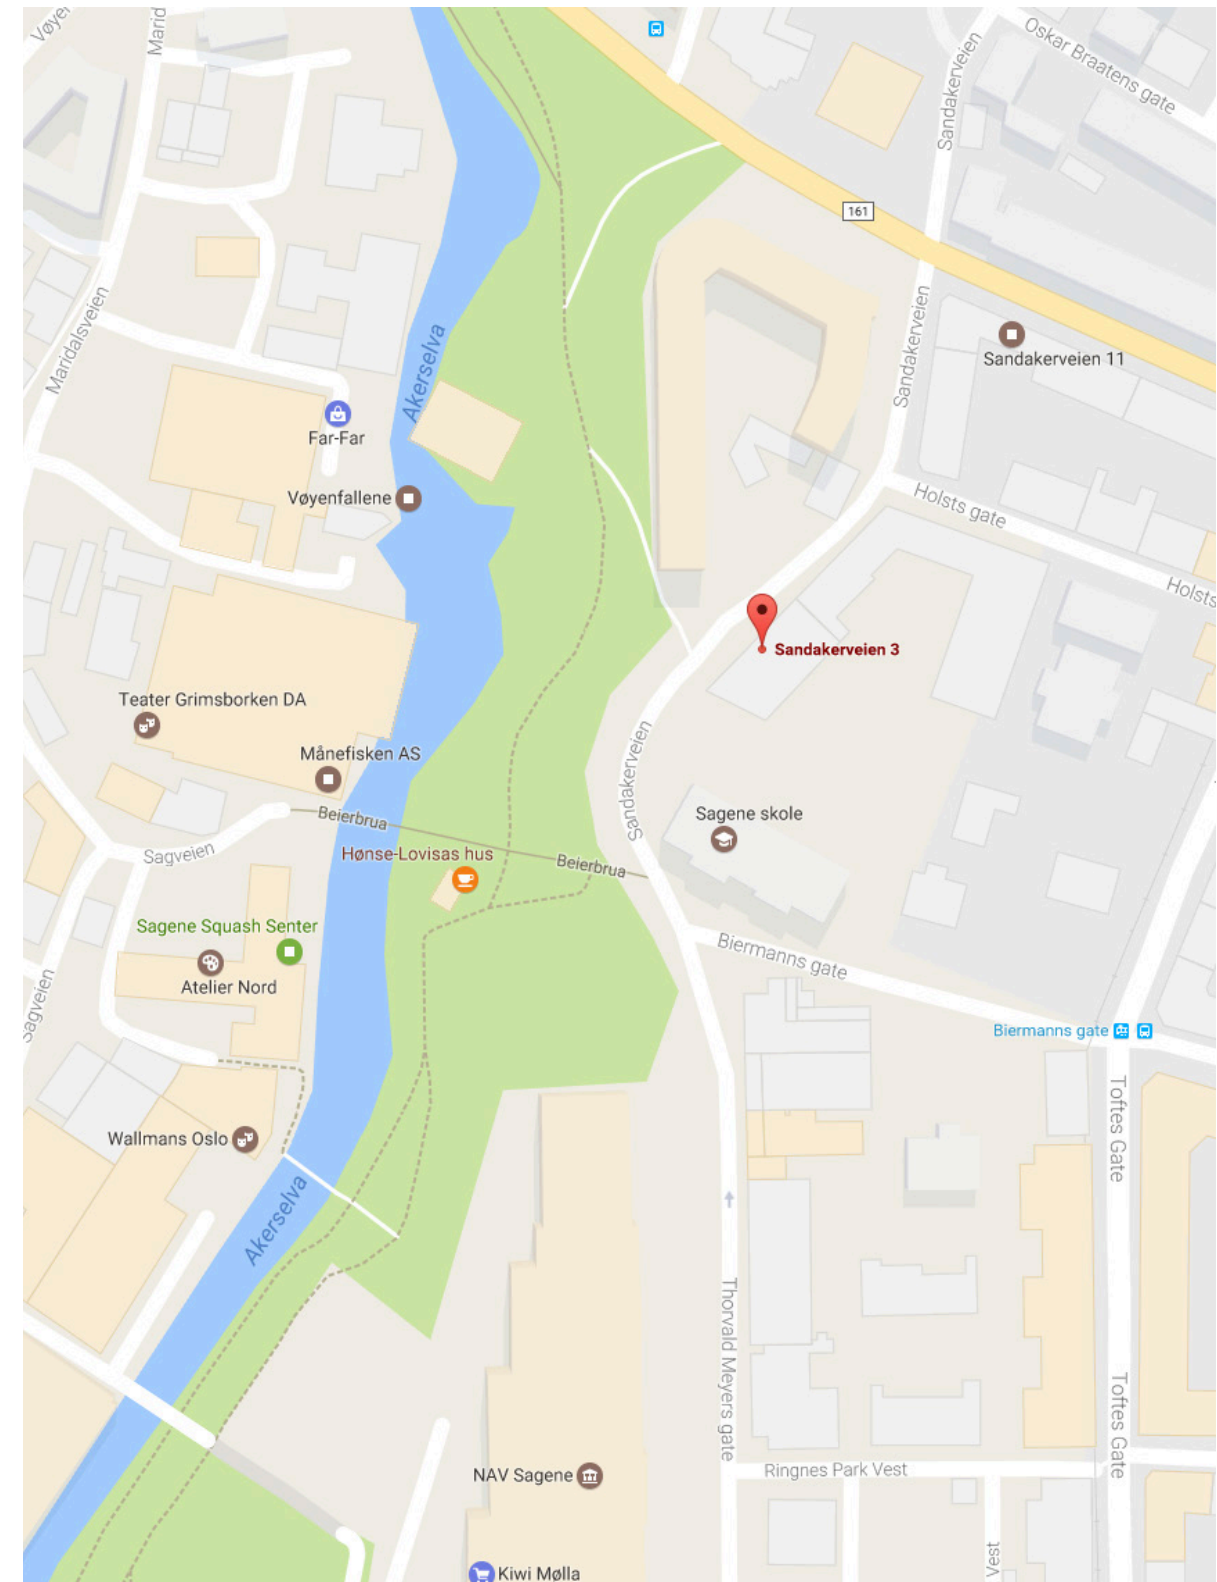 Vøye
Marid
Oskar Braatens gate
Sandakerveien
161
Maridalsveien
Akerselva
Sandakerveien
Sandakerveien 11
Far-Far
Vøyenfallene
Holsts gate
Holsts
Sandakerveien 3
Teater Grimsborken DA
Sandakerveien
Månefisken AS
Beierbrua
Sagene skole
Sagveien
Hønse-Lovisas hus
Beierbrua
Sagene Squash Senter
Biermanns gate
Atelier Nord
Sagveien
Biermanns gate
Toftes Gate
Wallmans Oslo
Akerselva
Thorvald Meyers gate
Toftes Gate
NAV Sagene
Ringnes Park Vest
Vest
Kiwi Mølla